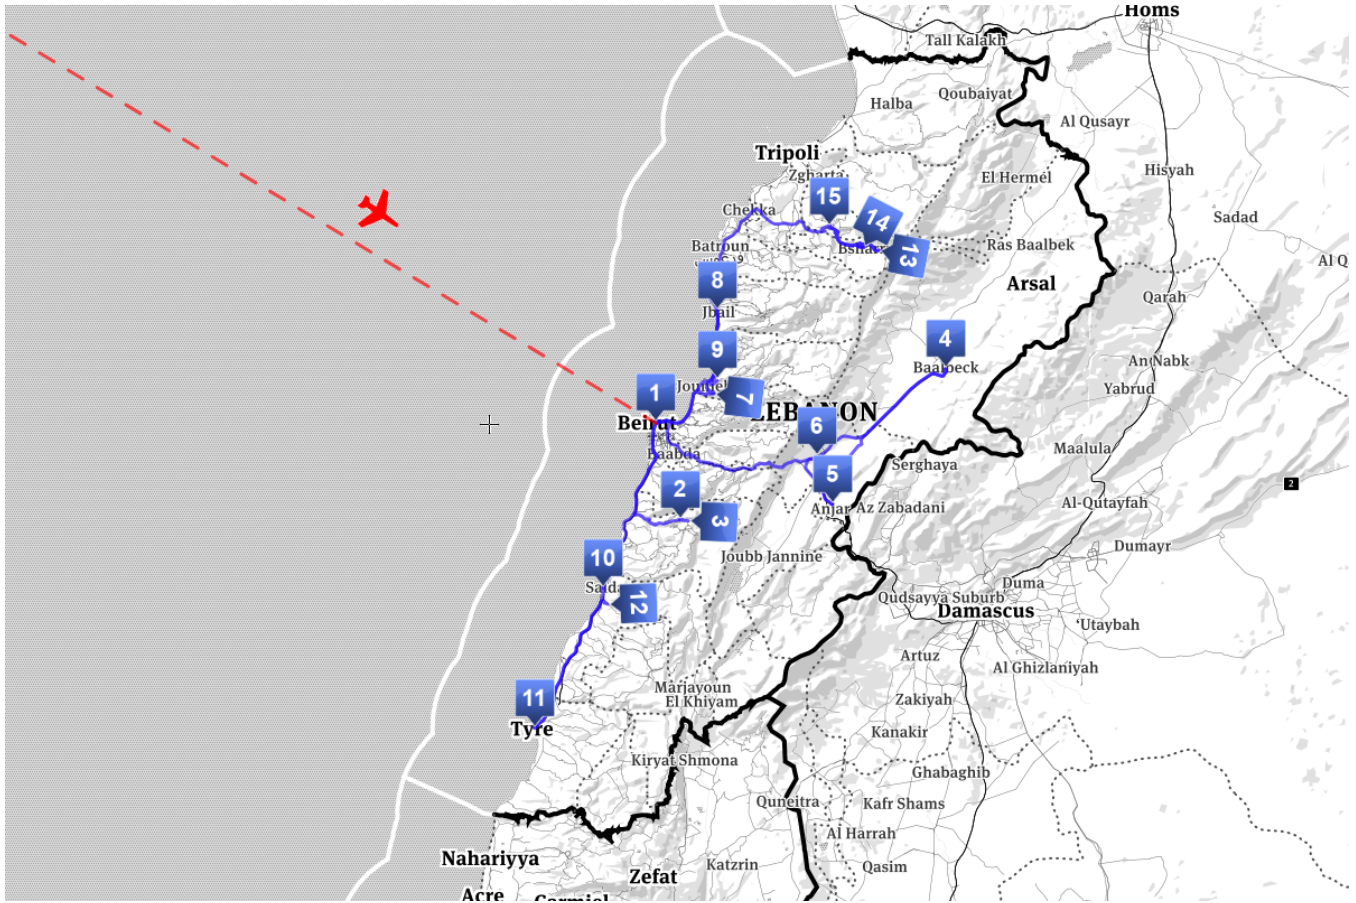 Homs
Tall Kalakh
Halba
Qoubaiyat
Al Qusayr
Tripoli
Zgharta
El Hermel
Hisyah
15
14
13
Chekka
Sadad
Batroun
Ras Baalbek
Al Q
8
Arsal
Qarah
Jbail
9
4
Baalbeck
An Nabk
Yabrud
7
1
LEBANON
Beirut
6
Baabda
Maalula
Serghaya
5
2
2
Anjar
Az Zabadani
Al-Qutayfah
3
Dumayr
10
Joubb Jannine
Duma
Saida
12
Qudsayya Suburb
Damascus
'Utaybah
Artuz
Al Ghizlaniyah
11
Marjayoun
El Khiyam
Zakiyah
Tyre
Kanakir
Kiryat Shmona
Ghabaghib
Quneitra
Kafr Shams
Al Harrah
Nahariyya
Katzrin
Qasim
Zefat
Acre
Carmiel